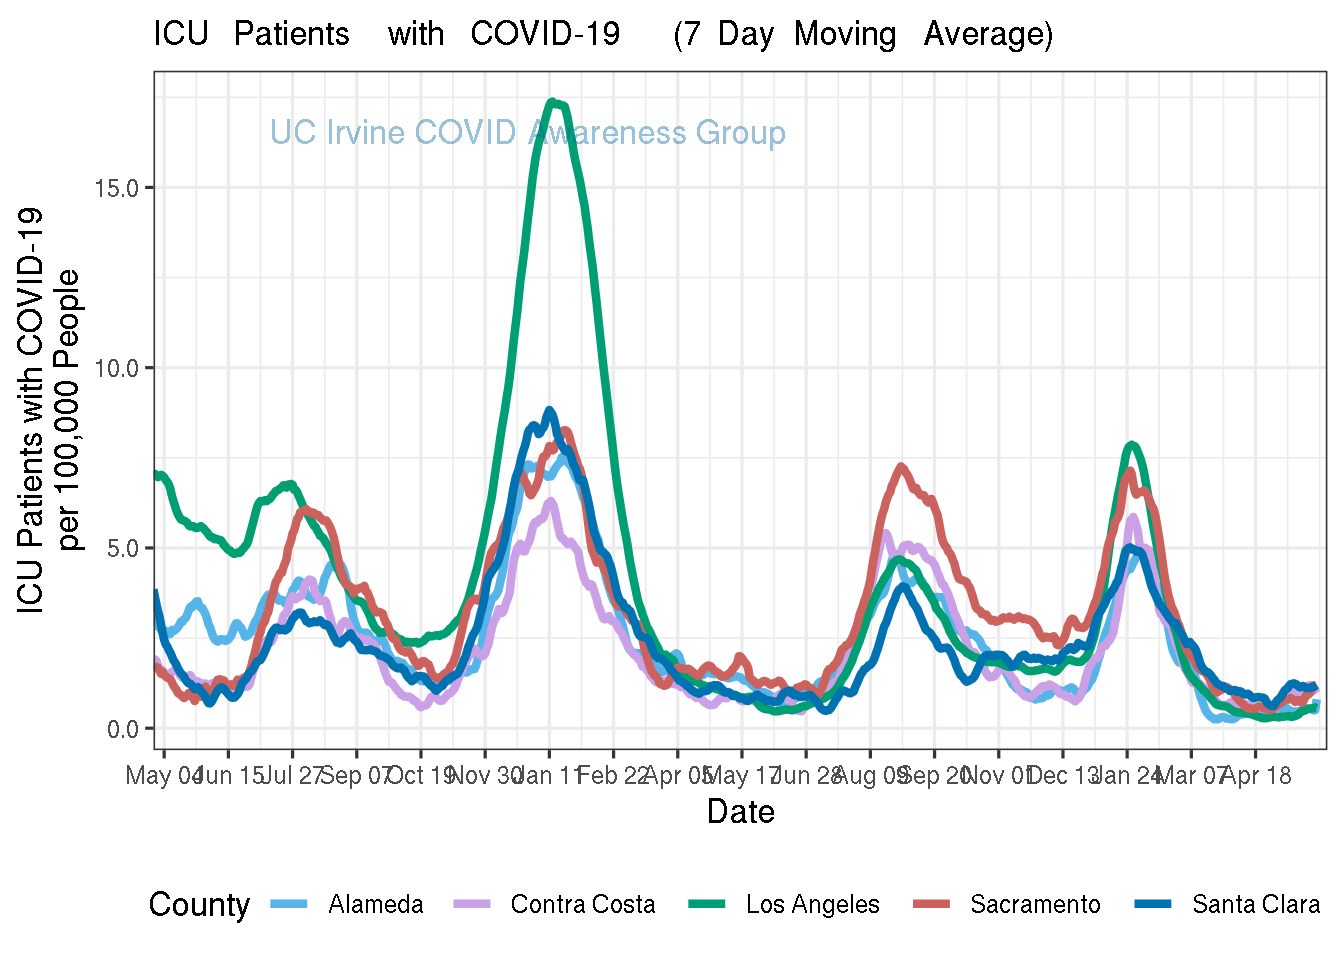 ICU Patients with COVID-19 (7 Day Moving Average)
UC Irvine COVID Awareness Group
ICU Patients with COVID-19
per 100,000 People
15.0
10.0
5.0
0.0
May 04 Jun 15 Jul 27 Sep 07 Oct 19 Nov 30 Jan 11 Feb 22 Apr 05 May 17 Jun 28 Aug 09 Sep 20 Nov 01 Dec 13 Jan 24 Mar 07 Apr 18
Date
County Alameda Contra Costa Los Angeles Sacramento Santa Clara